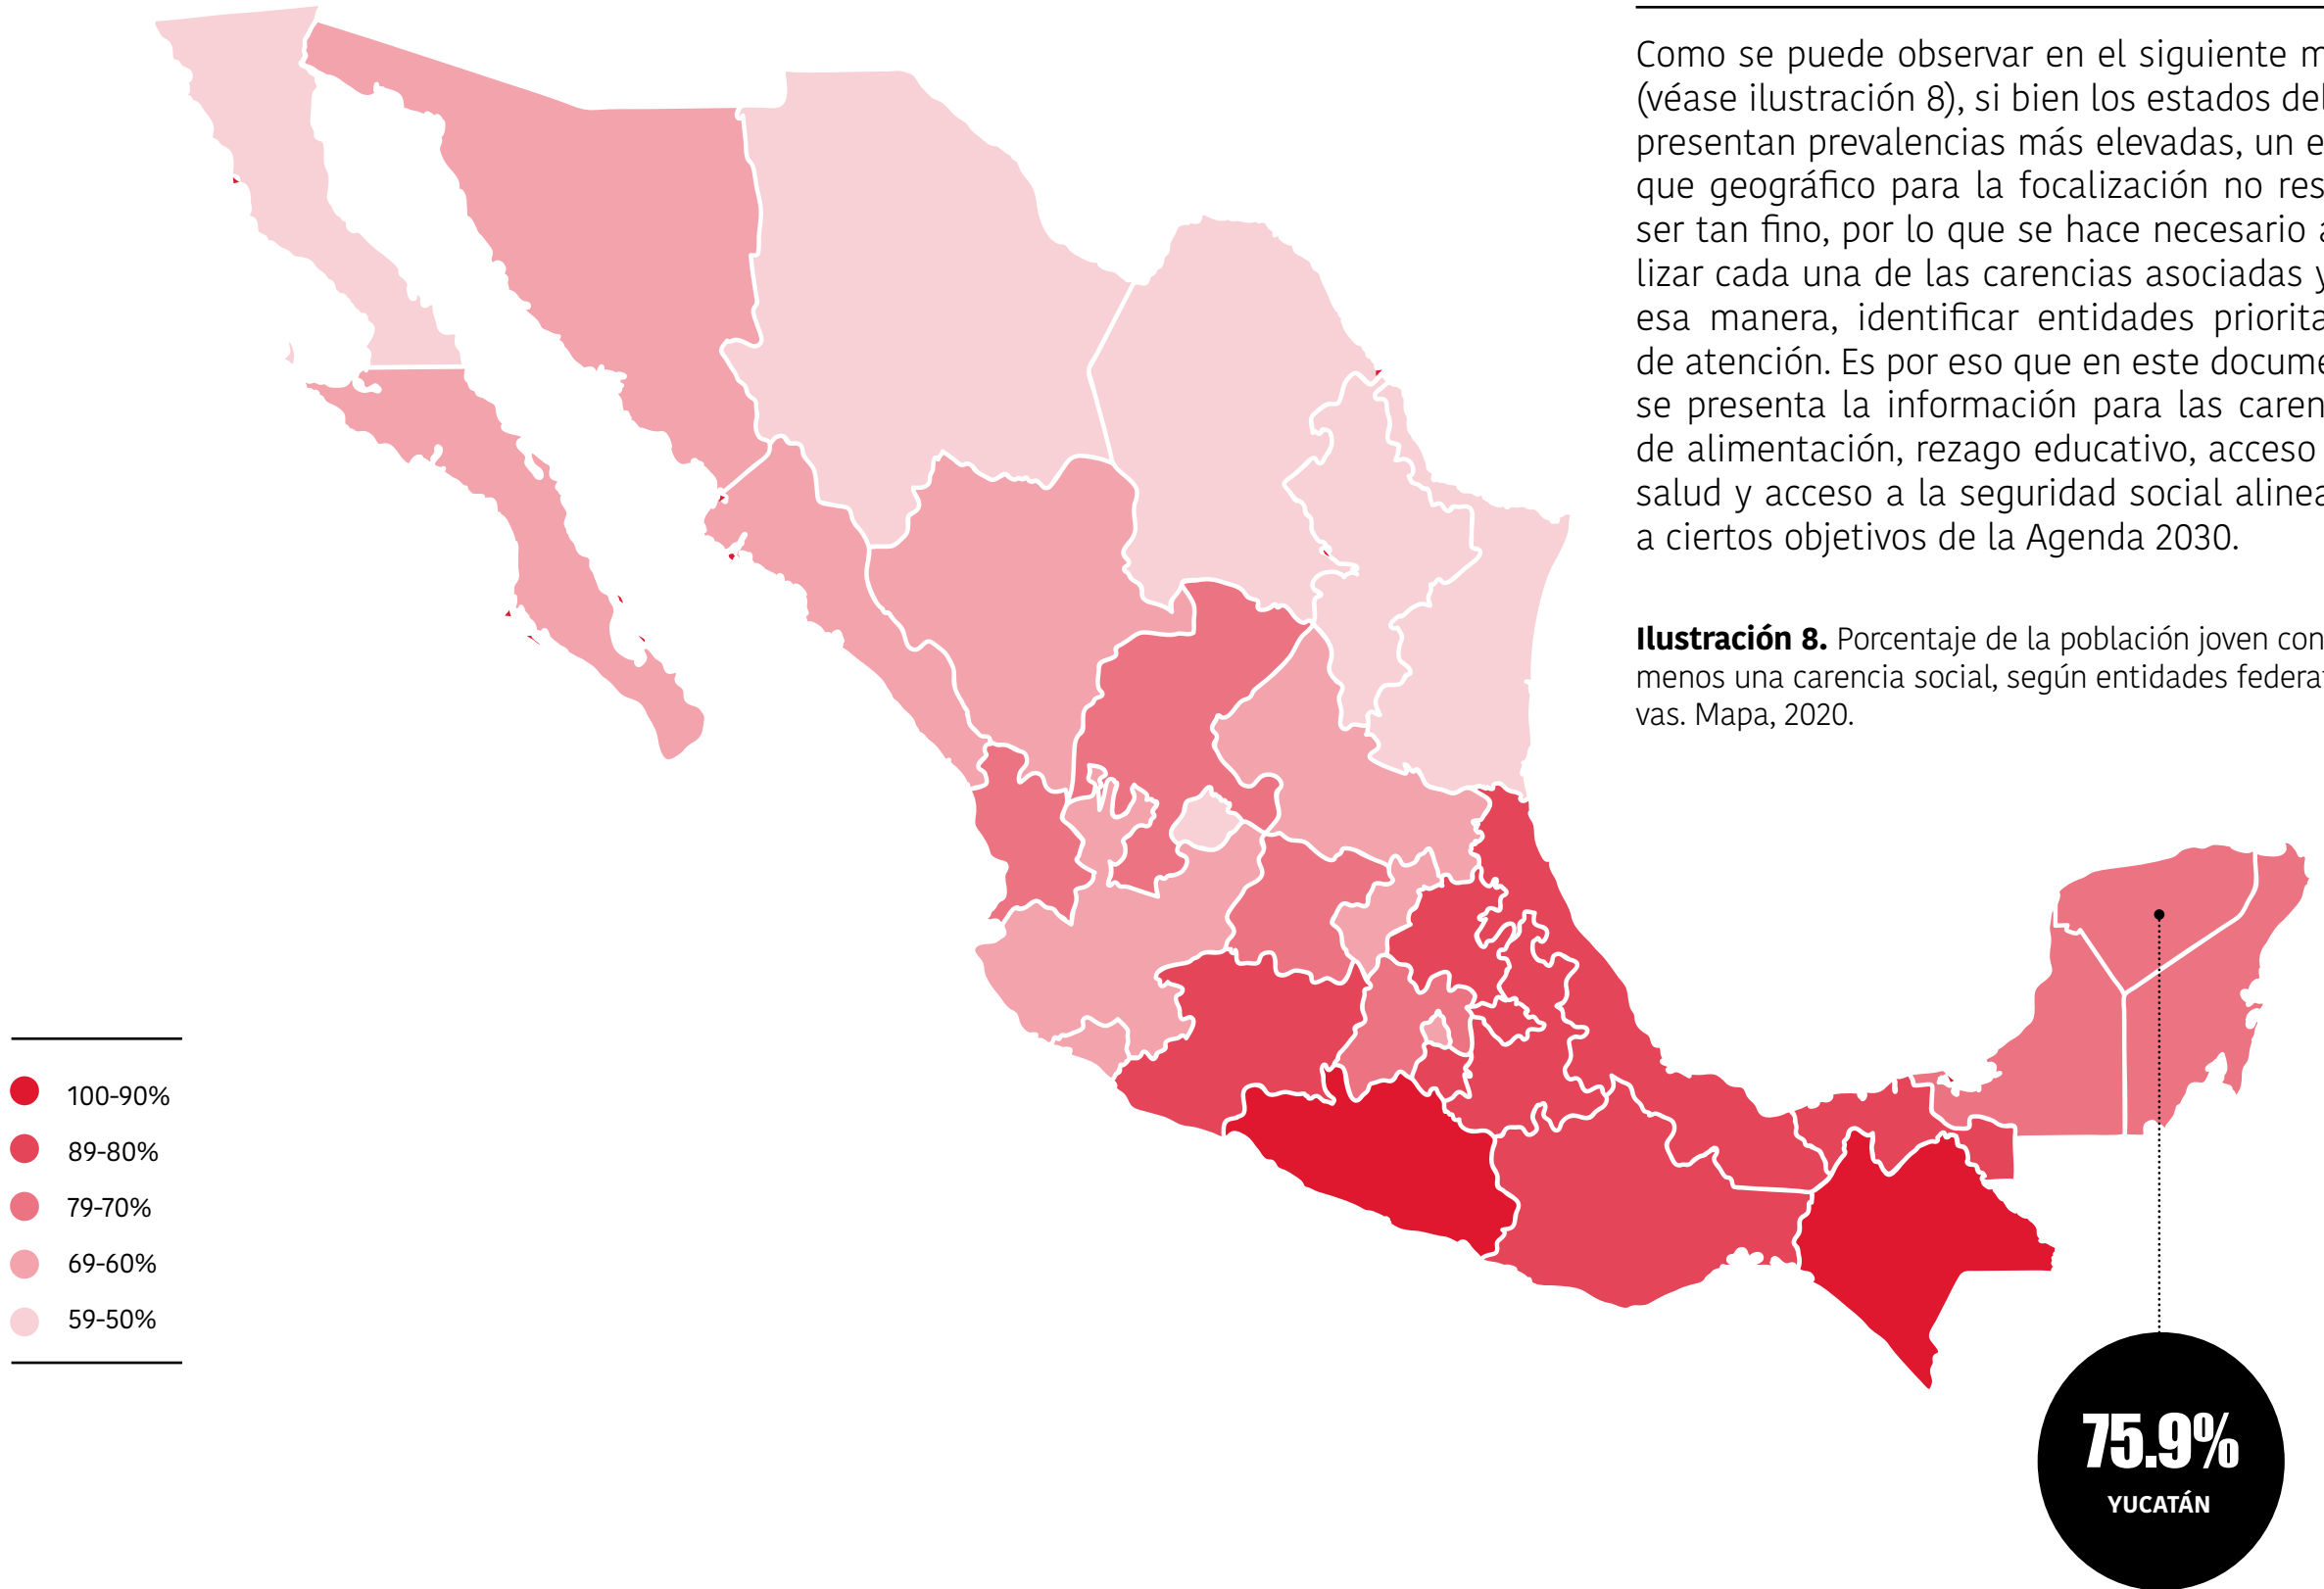 Como se puede observar en el siguiente m
(véase ilustración 8), si bien los estados del
presentan prevalencias más elevadas, un e
que geográfico para la focalización no res
ser tan fino, por lo que se hace necesario a
lizar cada una de las carencias asociadas y
esa manera, identificar entidades priorita
de atención. Es por eso que en este docume
se presenta la información para las caren
de alimentación, rezago educativo, acceso
salud y acceso a la seguridad social alinea
a ciertos objetivos de la Agenda 2030.
Ilustración 8. Porcentaje de la población joven con
menos una carencia social, según entidades federa
vas. Mapa, 2020.
100-90%
89-80%
79-70%
69-60%
59-50%
75.9%
YUCATÁN